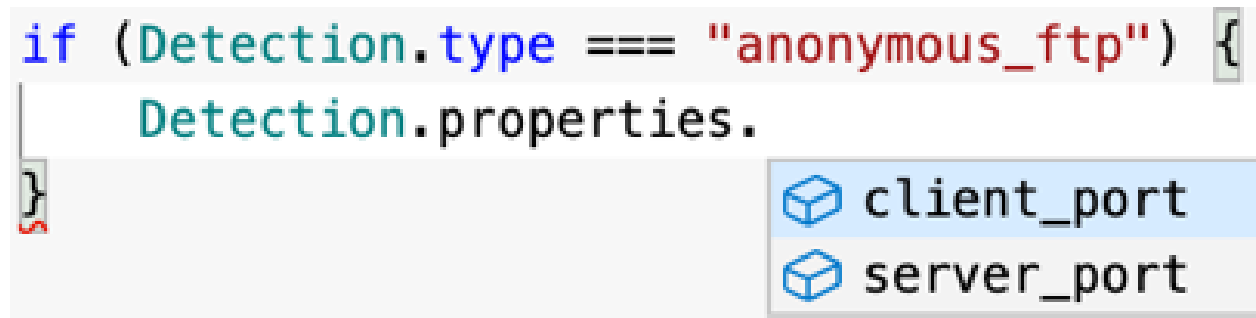 if (Detection.type === "anonymous_ftp") {
Detection.properties.
}
client_port
server_port